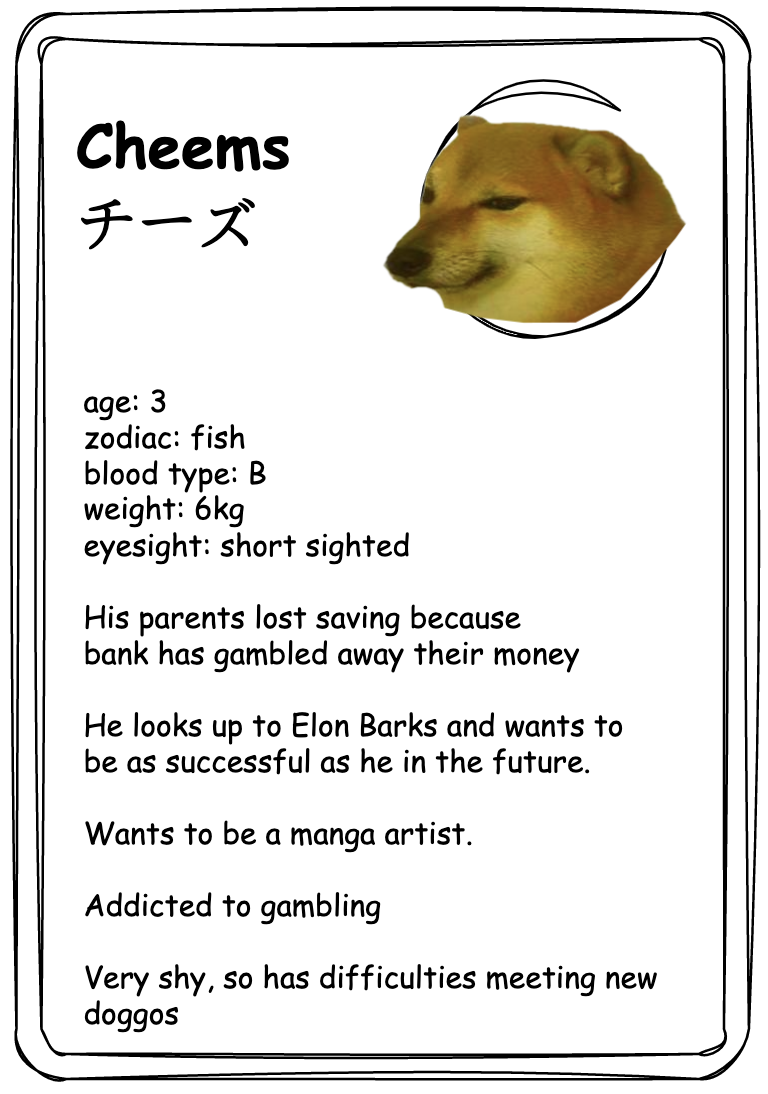 Cheems
チーズ
age: 3
zodiac: fish
blood type: B
weight: 6kg
eyesight: short sighted
His parents lost saving because
bank has gambled away their money
He looks up to Elon Barks and wants to
be as successful as he in the future.
Wants to be a manga artist.
Addicted to gambling
Very shy, so has difficulties meeting new
doggos